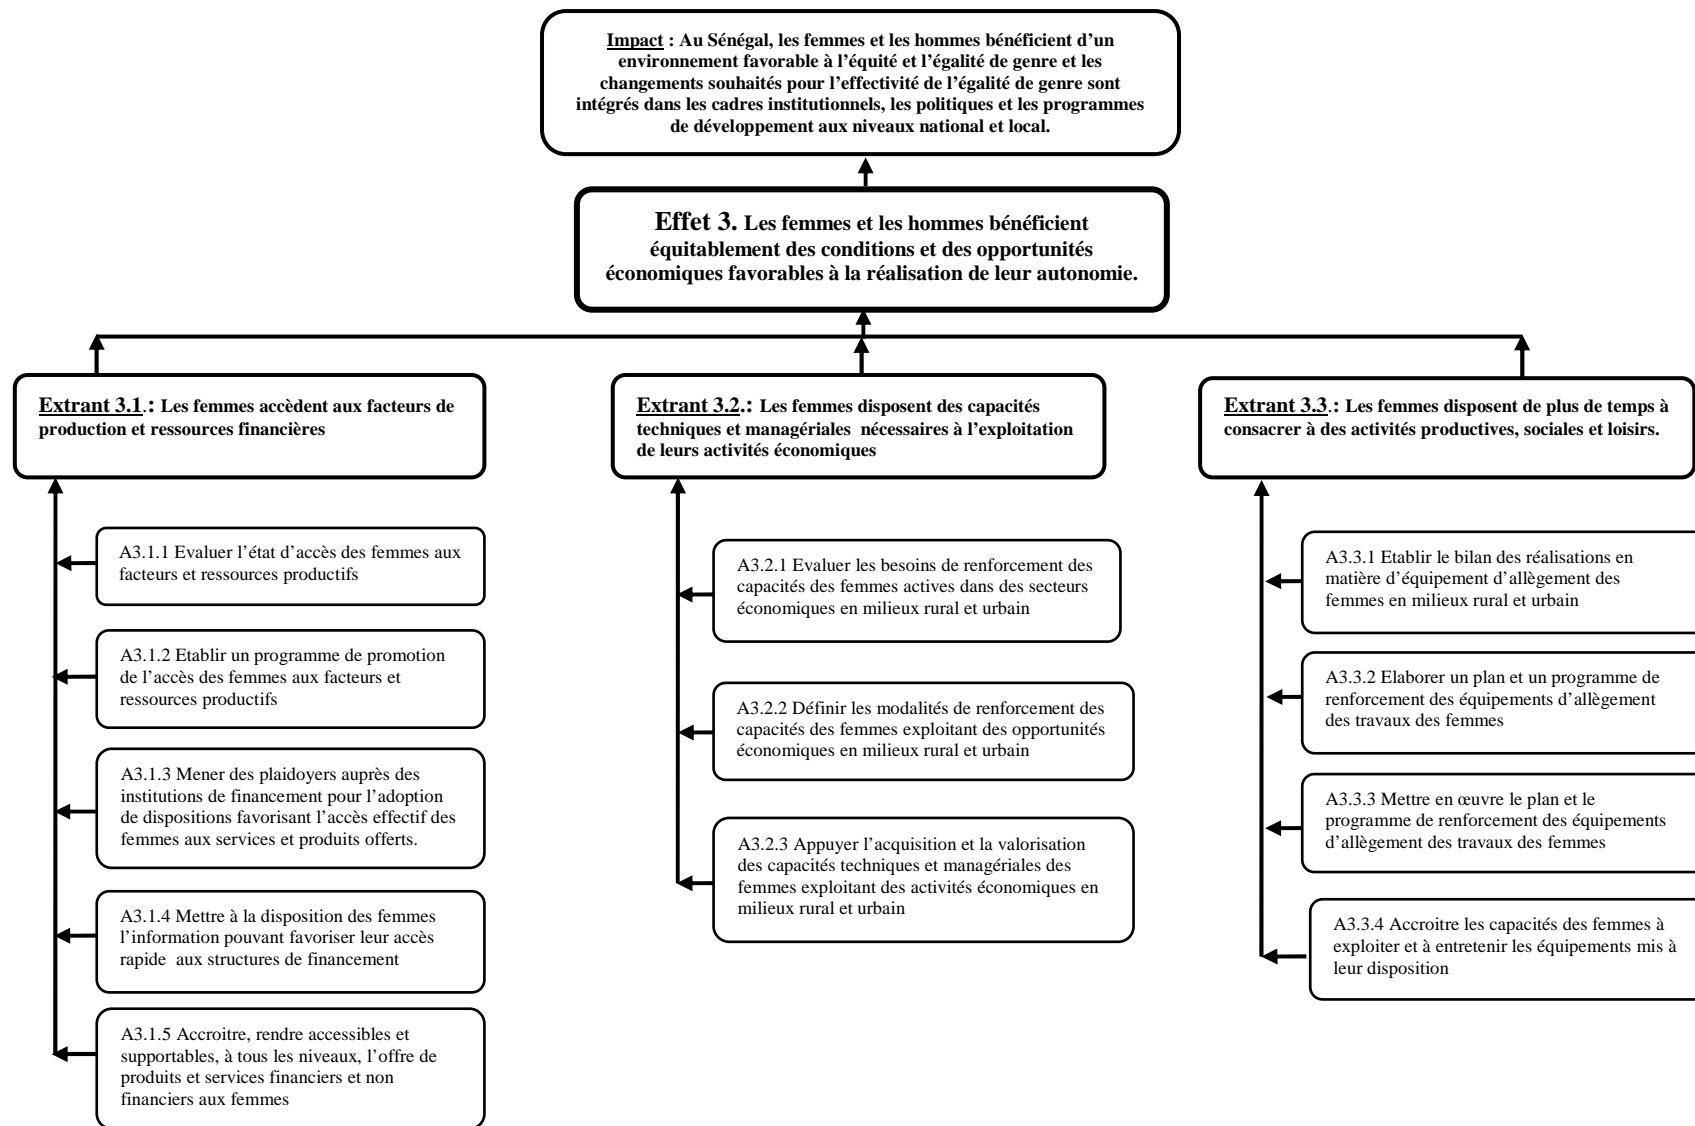 Impact : Au Sénégal, les femmes et les hommes bénéficient d’un
environnement favorable à l’équité et l’égalité de genre et les
changements souhaités pour l’effectivité de l’égalité de genre sont
intégrés dans les cadres institutionnels, les politiques et les programmes
de développement aux niveaux national et local.
Effet 3. Les femmes et les hommes bénéficient
équitablement des conditions et des opportunités
économiques favorables à la réalisation de leur autonomie.
Extrant 3.1.: Les femmes accèdent aux facteurs de
production et ressources financières
A3.1.1 Evaluer l’état d’accès des femmes aux
facteurs et ressources productifs
A3.1.2 Etablir un programme de promotion
de l’accès des femmes aux facteurs et
ressources productifs
A3.1.3 Mener des plaidoyers auprès des
institutions de financement pour l’adoption
de dispositions favorisant l’accès effectif des
femmes aux services et produits offerts.
A3.1.4 Mettre à la disposition des femmes
l’information pouvant favoriser leur accès
rapide aux structures de financement
A3.1.5 Accroitre, rendre accessibles et
supportables, à tous les niveaux, l’offre de
produits et services financiers et non
financiers aux femmes
Extrant 3.2.: Les femmes disposent des capacités
techniques et managériales nécessaires à l’exploitation
de leurs activités économiques
A3.2.1 Evaluer les besoins de renforcement des
capacités des femmes actives dans des secteurs
économiques en milieux rural et urbain
A3.2.2 Définir les modalités de renforcement des
capacités des femmes exploitant des opportunités
économiques en milieux rural et urbain
A3.2.3 Appuyer l’acquisition et la valorisation
des capacités techniques et managériales des
femmes exploitant des activités économiques en
milieux rural et urbain
Extrant 3.3.: Les femmes disposent de plus de temps à
consacrer à des activités productives, sociales et loisirs.
A3.3.1 Etablir le bilan des réalisations en
matière d’équipement d’allègement des
femmes en milieux rural et urbain
A3.3.2 Elaborer un plan et un programme de
renforcement des équipements d’allègement
des travaux des femmes
A3.3.3 Mettre en œuvre le plan et le
programme de renforcement des équipements
d’allègement des travaux des femmes
A3.3.4 Accroitre les capacités des femmes à
exploiter et à entretenir les équipements mis à
leur disposition